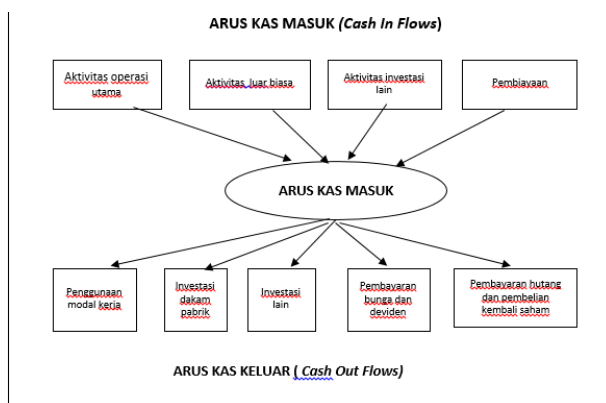 ARUS KAS MASUK (Cash In Flows)
Aktivitas operasi
utama
Aktivitas luar biasa
Aktivitas investasi
lain
Pembiayaan
ARUS KAS MASUK
Penggunaan
modal kerja
Investasi
dakam
pabrik
Investasi
lain
Pembayaran
bunga dan
deviden
Pembayaran hutang
dan pembelian
kembali saham
ARUS KAS KELUAR ( Cash Out Flows)